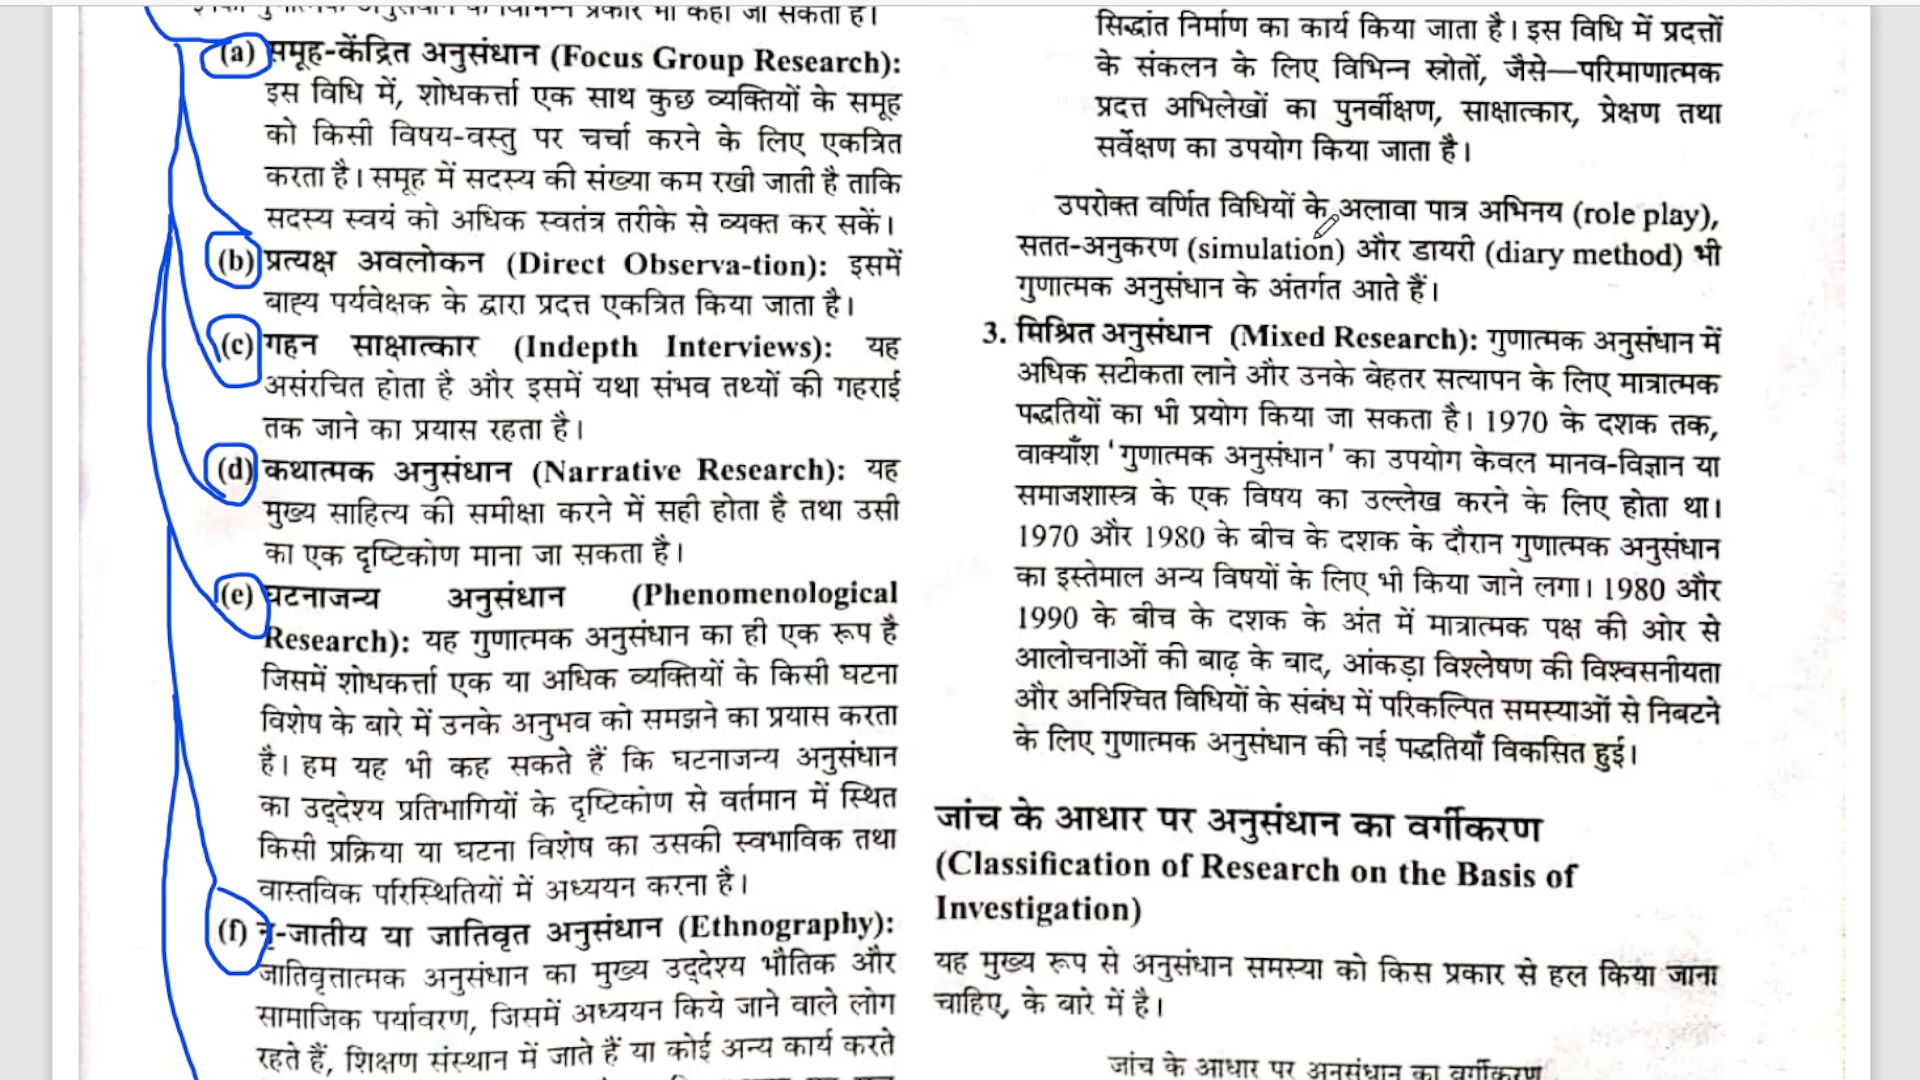 इनको गुणात्मक अनुसंधान के विभिन्न प्रकार भी कहा जा सकता है।
(a) समूह-केंद्रित अनुसंधान (Focus Group Research):
इस विधि में, शोधकर्त्ता एक साथ कुछ व्यक्तियों के समूह
को किसी विषय-वस्तु पर चर्चा करने के लिए एकत्रित
करता है। समूह में सदस्य की संख्या कम रखी जाती है ताकि
सदस्य स्वयं को अधिक स्वतंत्र तरीके से व्यक्त कर सकें।
(b) प्रत्यक्ष अवलोकन (Direct Observa-tion): इसमें
बाह्य पर्यवेक्षक के द्वारा प्रदत्त एकत्रित किया जाता है।
(c) गहन साक्षात्कार (Indepth Interviews): यह
असंरचित होता है और इसमें यथा संभव तथ्यों की गहराई
तक जाने का प्रयास रहता है।
(d) कथात्मक अनुसंधान (Narrative Research): यह
मुख्य साहित्य की समीक्षा करने में सही होता है तथा उसी
का एक दृष्टिकोण माना जा सकता है।
(e) घटनाजन्य अनुसंधान (Phenomenological
Research): यह गुणात्मक अनुसंधान का ही एक रूप है
जिसमें शोधकर्त्ता एक या अधिक व्यक्तियों के किसी घटना
विशेष के बारे में उनके अनुभव को समझने का प्रयास करता
है। हम यह भी कह सकते हैं कि घटनाजन्य अनुसंधान
का उद्देश्य प्रतिभागियों के दृष्टिकोण से वर्तमान में स्थित
किसी प्रक्रिया या घटना विशेष का उसकी स्वभाविक तथा
वास्तविक परिस्थितियों में अध्ययन करना है।
(f) नृ-जातीय या जातिवृत अनुसंधान (Ethnography):
जातिवृत्तात्मक अनुसंधान का मुख्य उद्देश्य भौतिक और
सामाजिक पर्यावरण, जिसमें अध्ययन किये जाने वाले लोग
रहते हैं, शिक्षण संस्थान में जाते हैं या कोई अन्य कार्य करते
सिद्धांत निर्माण का कार्य किया जाता है। इस विधि में प्रदत्तों
के संकलन के लिए विभिन्न स्रोतों, जैसे—परिमाणात्मक
प्रदत्त अभिलेखों का पुनर्वीक्षण, साक्षात्कार, प्रेक्षण तथा
सर्वेक्षण का उपयोग किया जाता है।
उपरोक्त वर्णित विधियों के अलावा पात्र अभिनय (role play),
सतत-अनुकरण (simulation) और डायरी (diary method) भी
गुणात्मक अनुसंधान के अंतर्गत आते हैं।
3. मिश्रित अनुसंधान (Mixed Research): गुणात्मक अनुसंधान में
अधिक सटीकता लाने और उनके बेहतर सत्यापन के लिए मात्रात्मक
पद्धतियों का भी प्रयोग किया जा सकता है। 1970 के दशक तक,
वाक्याँश 'गुणात्मक अनुसंधान' का उपयोग केवल मानव-विज्ञान या
समाजशास्त्र के एक विषय का उल्लेख करने के लिए होता था।
1970 और 1980 के बीच के दशक के दौरान गुणात्मक अनुसंधान
का इस्तेमाल अन्य विषयों के लिए भी किया जाने लगा। 1980 और
1990 के बीच के दशक के अंत में मात्रात्मक पक्ष की ओर से
आलोचनाओं की बाढ़ के बाद, आंकड़ा विश्लेषण की विश्वसनीयता
और अनिश्चित विधियों के संबंध में परिकल्पित समस्याओं से निबटने
के लिए गुणात्मक अनुसंधान की नई पद्धतियाँ विकसित हुई।
जांच के आधार पर अनुसंधान का वर्गीकरण
(Classification of Research on the Basis of
Investigation)
यह मुख्य रूप से अनुसंधान समस्या को किस प्रकार से हल किया जाना
चाहिए, के बारे में है।
जांच के आधार पर अनुसंधान का वर्गीकरण